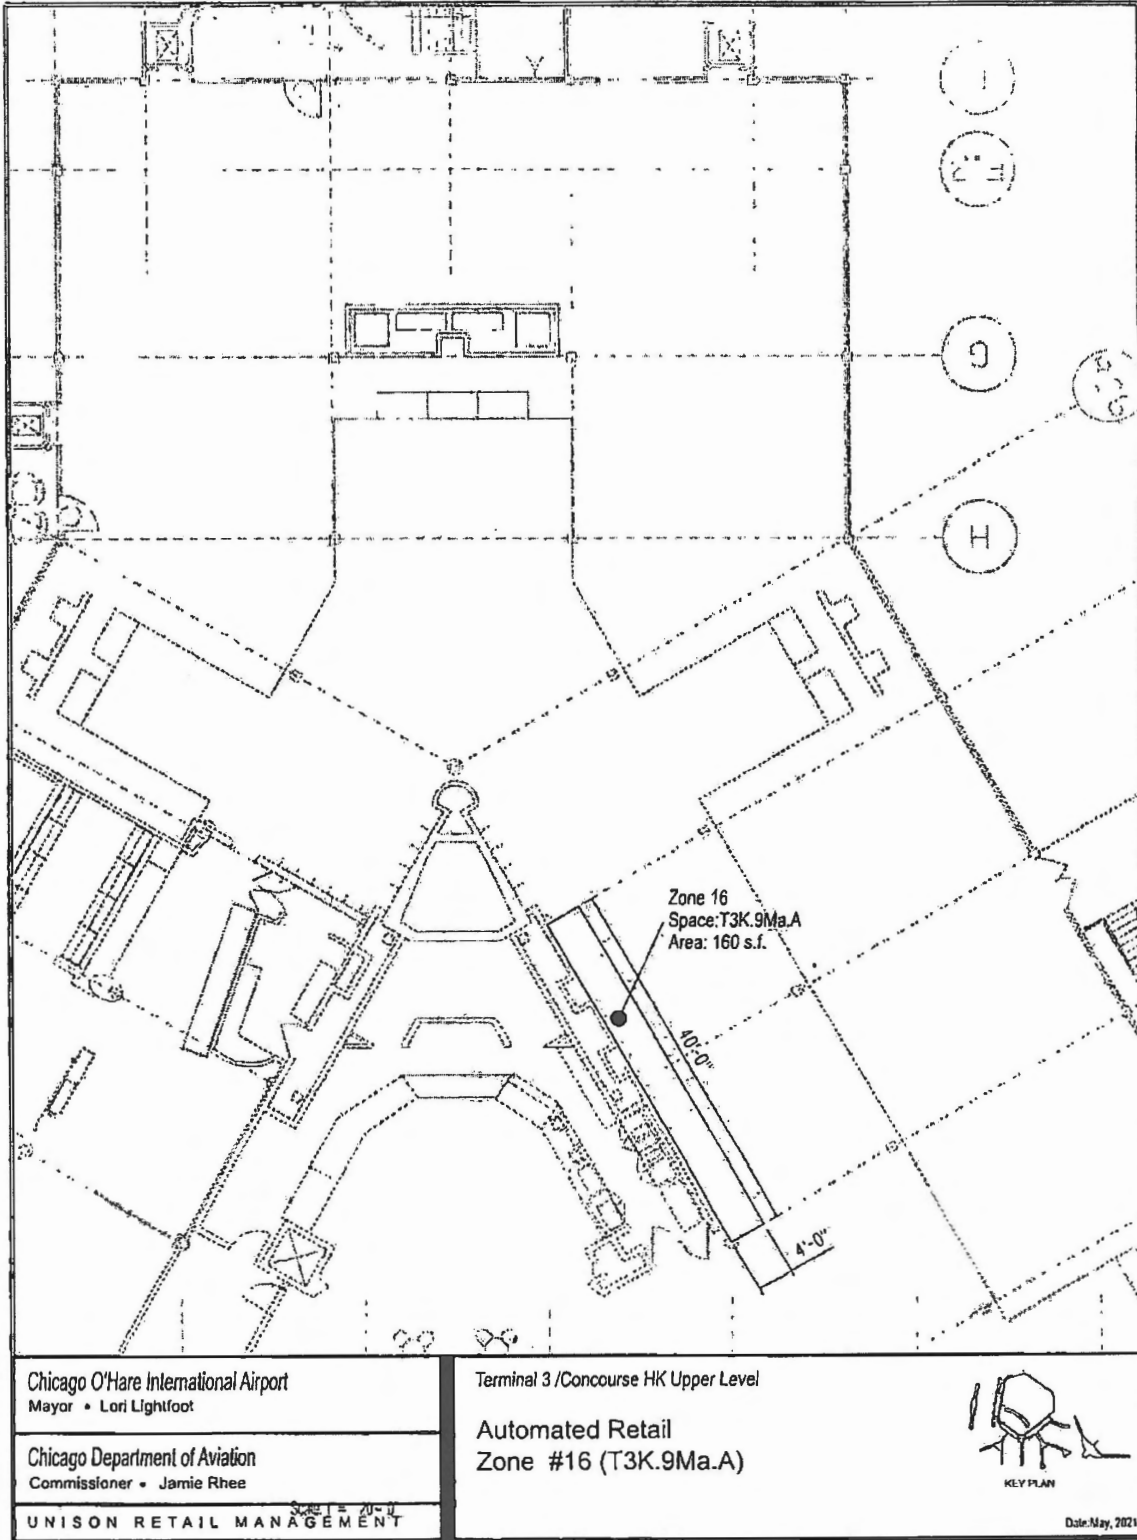 I
G
H
Zone 16
Space:T3K.9Ma.A
Area: 160 s.f.
40'-0"
4'-0"
Chicago O'Hare International Airport
Mayor • Lori Lightfoot
Chicago Department of Aviation
Commissioner • Jamie Rhee
UNISON RETAIL MANAGEMENT
Terminal 3 /Concourse HK Upper Level
Automated Retail
Zone #16 (T3K.9Ma.A)
KEY PLAN
Date:May, 2021